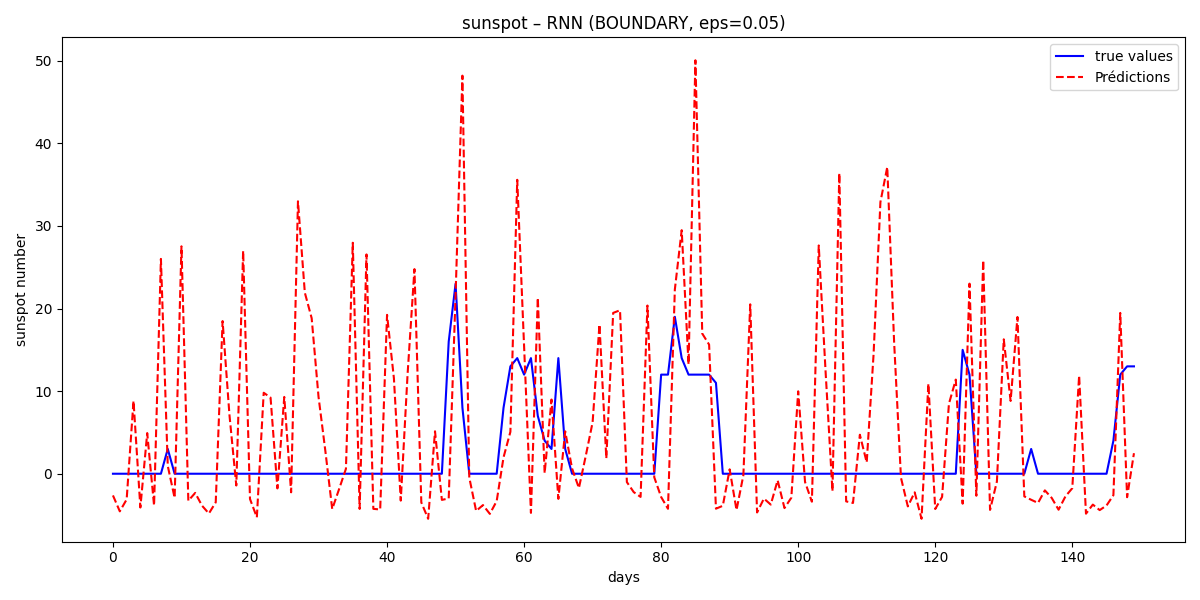 sunspot – RNN (BOUNDARY, eps=0.05)
true values
Prédictions
sunspot number
50
40
30
20
10
0
0 20 40 60 80 100 120 140
days